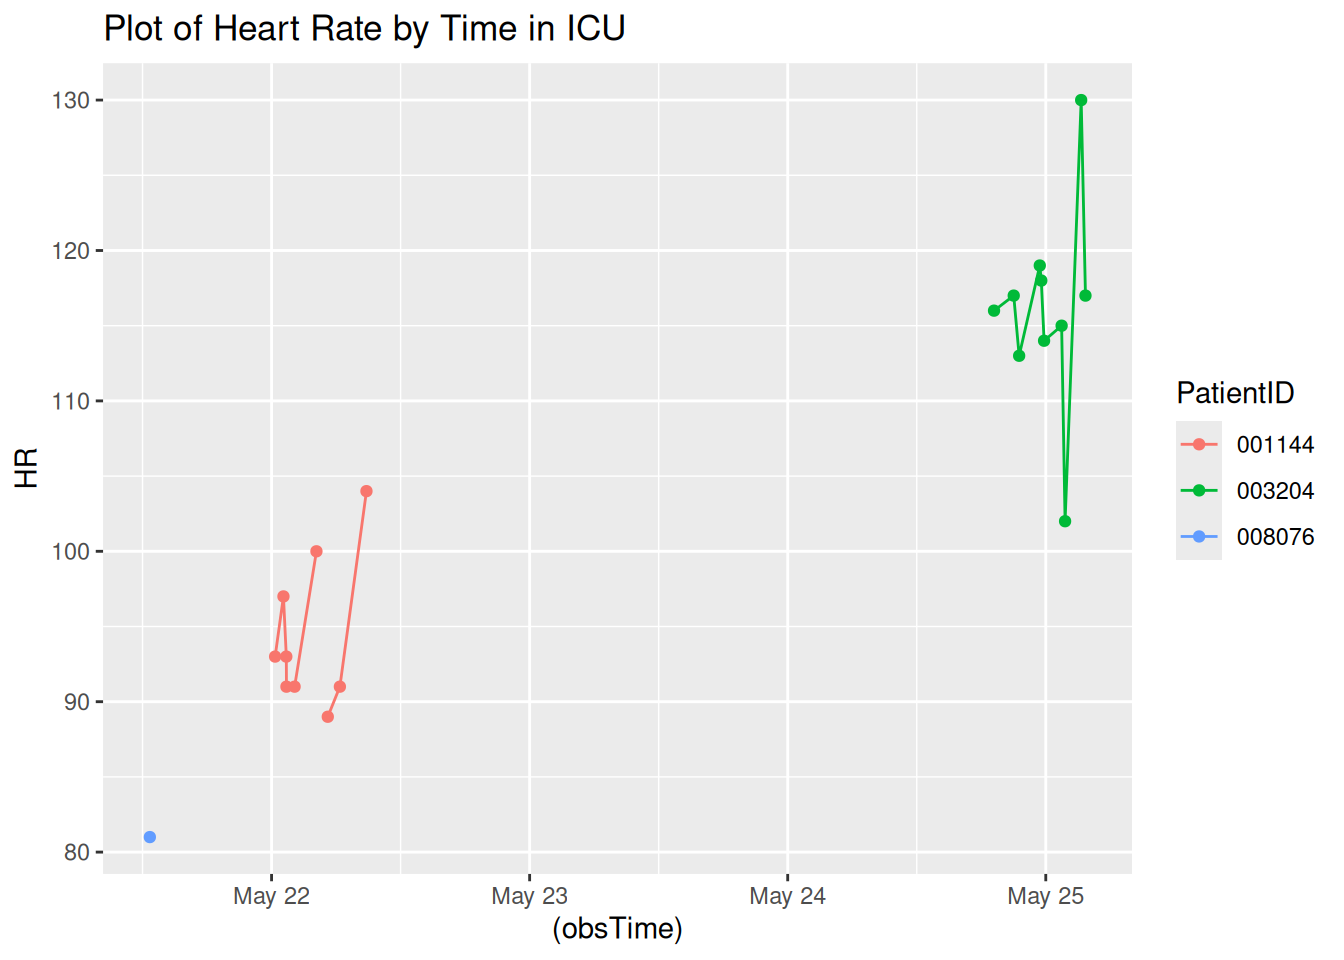 Plot of Heart Rate by Time in ICU
130
120
110
100
90
80
HR
May 22
May 23
May 24
May 25
(obsTime)
PatientID
001144
003204
008076